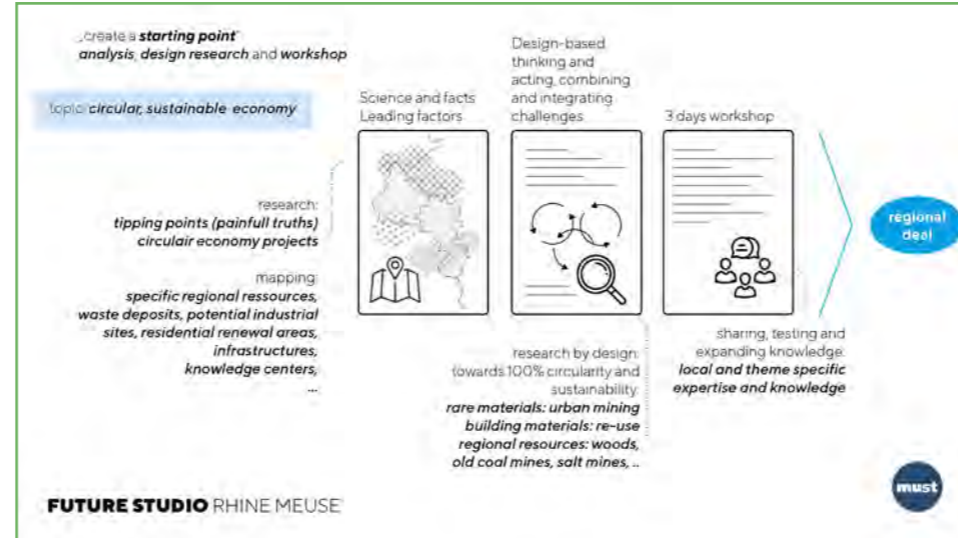 „create a starting point"
analysis, design research and workshop
topic: circular, sustainable economy
Science and facts
Leading factors
Design-based
thinking and
acting, combining
and integrating
challenges
3 days workshop
research:
tipping points (painfull truths)
circulair economy projects
mapping:
specific regional ressources,
waste deposits, potential industrial
sites, residential renewal areas,
infrastructures,
knowledge centers,
...
research by design:
towards 100% circularity and
sustainability:
rare materials: urban mining
building materials: re-use
regional resources: woods,
old coal mines, salt mines, ..
sharing, testing and
expanding knowledge:
local and theme specific
expertise and knowledge
regional
deal
FUTURE STUDIO RHINE MEUSE
must